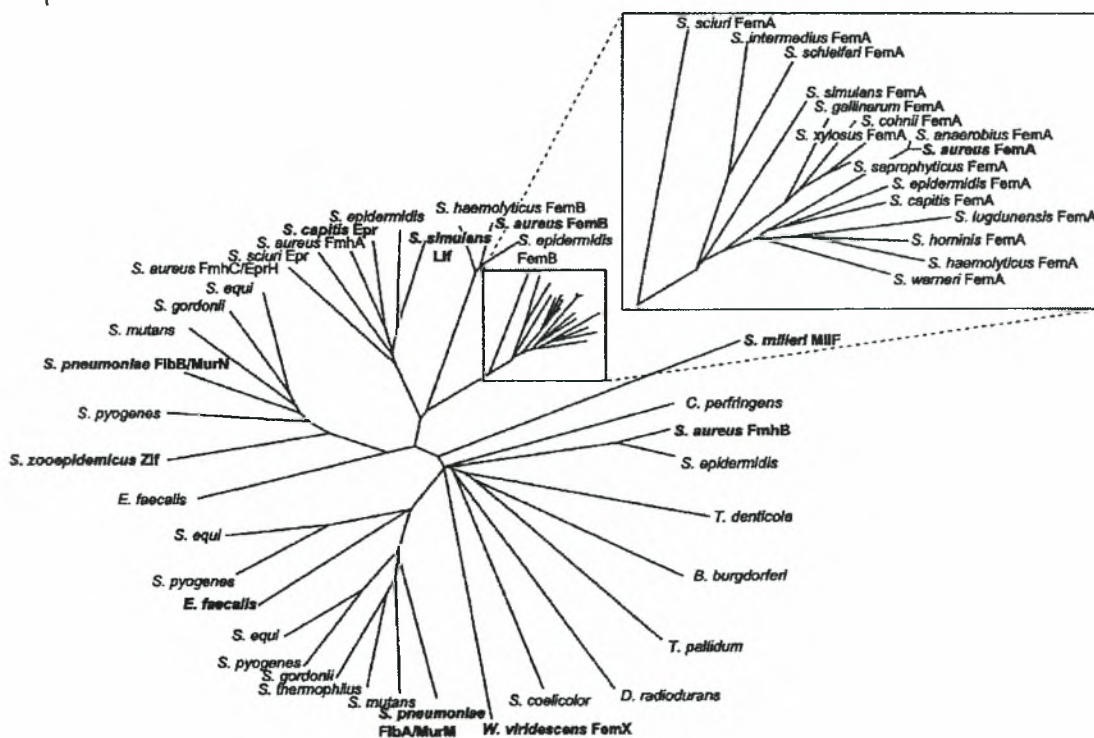 S. sciuri FemA
S. intermedius FemA
S. schleiferi FemA
S. simulans FemA
S. gallinarum FemA
S. cohnii FemA
S. xylosus FemA
S. anaerobius FemA
S. aureus FemA
S. saprophyticus FemA
S. epidermidis FemA
S. capitis FemA
S. lugdunensis FemA
S. hominis FemA
S. haemolyticus FemA
S. warneri FemA
S. haemolyticus FemB
S. aureus FemB
S. epidermidis
FemB
S. simulans
Lif
S. epidermidis
S. capitis Epr
S. aureus FmhA
S. sciuri Epr
S. aureus FmhC/EprH
S. equi
S. gordonii
S. mutans
S. pneumoniae FibB/MurN
S. pyogenes
S. zooepidemicus Zif
E. faecalis
S. equi
S. pyogenes
E. faecalis
S. equi
S. pyogenes
S. gordonii
S. thermophilus
S. mutans
S. pneumoniae
FibA/MurM
W. viridescens FemX
S. coelicolor
D. radiodurans
T. pallidum
B. burgdorferi
T. denticola
S. epidermidis
S. aureus FmhB
C. perfringens
S. milleri MilF